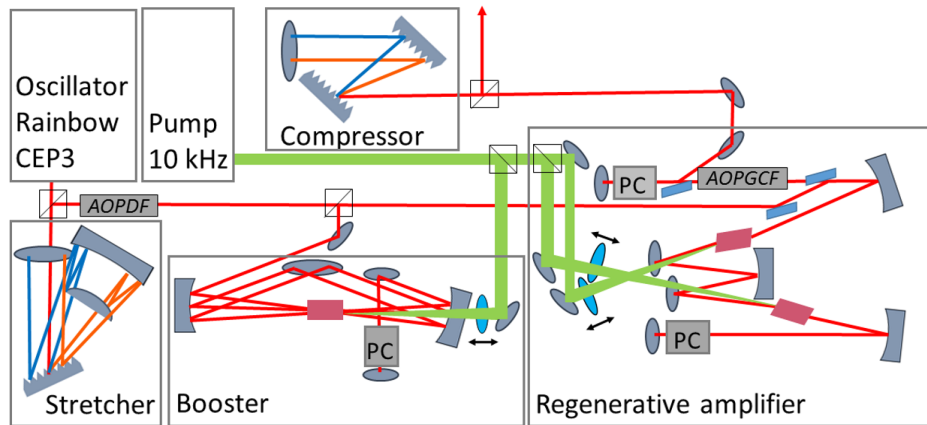 Oscillator
Rainbow
CEP3
Pump
10 kHz
Compressor
AOPDF
PC
AOPGCF
PC
PC
Stretcher
Booster
Regenerative amplifier